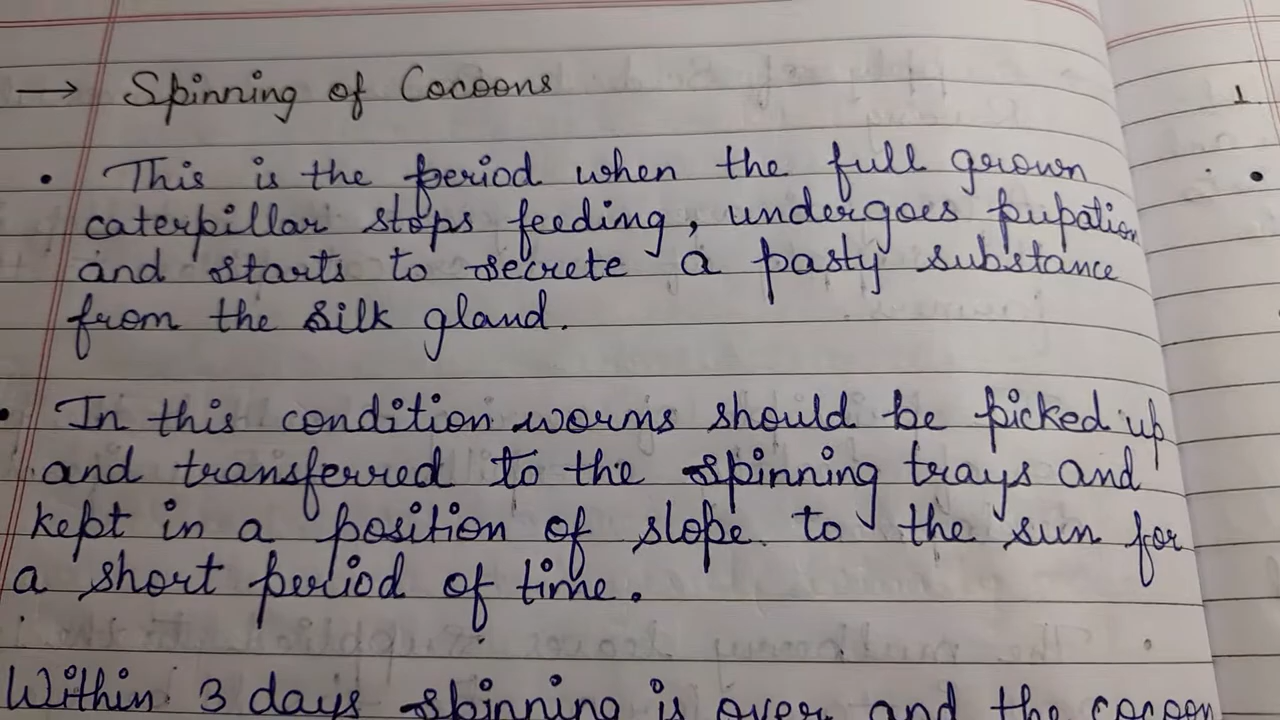 → Spinning of Cocoons
• This is the period when the full grown
caterpillar stops feeding, undergoes pupation
and starts to secrete a pasty substance
from the silk gland.
• In this condition worms should be picked up
and transferred to the spinning trays and
kept in a position of slope to the sun for
a short period of time.
Within 3 days spinning is over and the cocoon